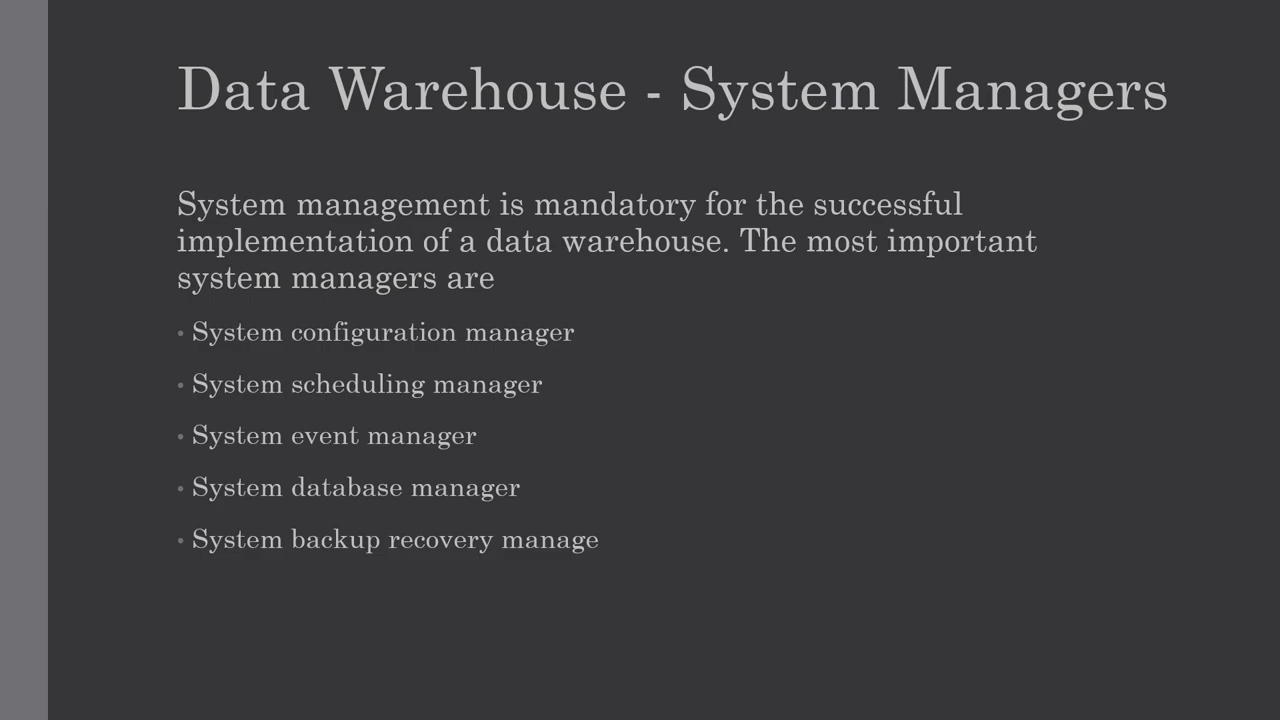 Data Warehouse - System Managers
System management is mandatory for the successful
implementation of a data warehouse. The most important
system managers are
• System configuration manager
• System scheduling manager
• System event manager
• System database manager
• System backup recovery manage